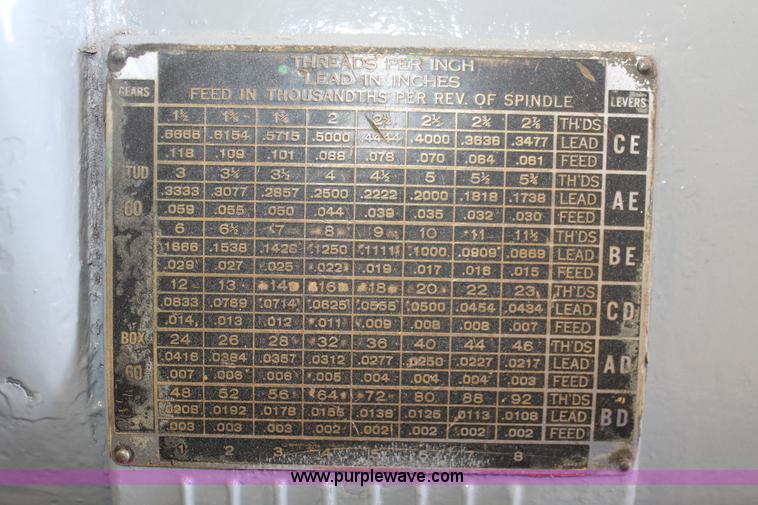 THREADS PER INCH
LEAD IN INCHES
FEED IN THOUSANDTHS PER REV. OF SPINDLE
GEARS LEVERS
1½ 1⅝ 1¾ 2 2¼ 2½ 2¾ 2⅞ TH'DS
.6666 .6154 .5715 .5000 .4444 .4000 .3636 .3477 LEAD CE
.118 .109 .101 .088 .078 .070 .064 .061 FEED
TUD 3 3¼ 3½ 4 4½ 5 5½ 5¾ TH'DS
.3333 .3077 .2857 .2500 .2222 .2000 .1818 .1738 LEAD AE
60 .059 .055 .050 .044 .039 .035 .032 .030 FEED
6 6½ 7 8 9 10 11 11½ TH'DS
.1666 .1538 .1426 .1250 .1111 .1000 .0909 .0869 LEAD BE
.029 .027 .025 .022 .019 .017 .016 .015 FEED
12 13 14 16 18 20 22 23 TH'DS
.0833 .0769 .0714 .0625 .0555 .0500 .0454 .0434 LEAD CD
.014 .013 .012 .011 .009 .008 .008 .007 FEED
BOX 24 26 28 32 36 40 44 46 TH'DS
.0416 .0384 .0357 .0312 .0277 .0250 .0227 .0217 LEAD AD
60 .007 .006 .006 .005 .004 .004 .004 .003 FEED
48 52 56 64 72 80 88 92 TH'DS
.0208 .0192 .0178 .0156 .0138 .0125 .0113 .0108 LEAD BD
.003 .003 .003 .002 .002 .002 .002 .002 FEED
1 2 3 4 5 6 7 8
www.purplewave.com